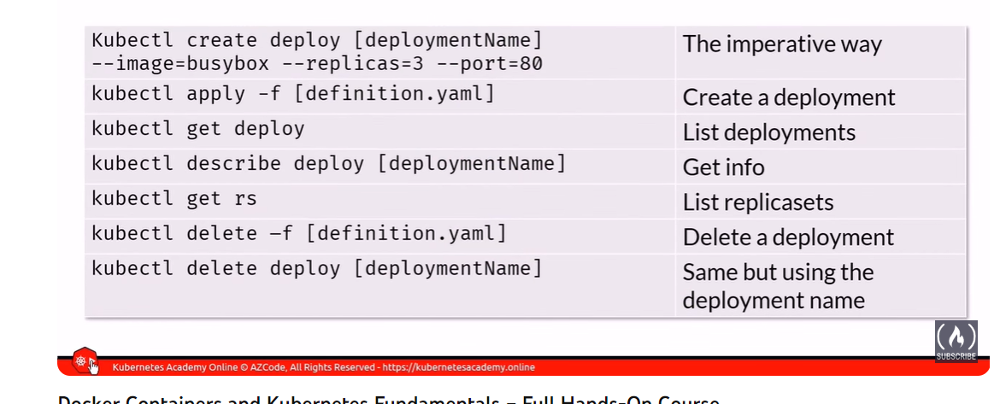 Kubectl create deploy [deploymentName]
--image=busybox --replicas=3 --port=80
The imperative way
kubectl apply -f [definition.yaml]
Create a deployment
kubectl get deploy
List deployments
kubectl describe deploy [deploymentName]
Get info
kubectl get rs
List replicasets
kubectl delete –f [definition.yaml]
Delete a deployment
kubectl delete deploy [deploymentName]
Same but using the
deployment name
SUBSCRIBE
Kubernetes Academy Online © AZCode, All Rights Reserved - https://kubernetesacademy.online
Docker Containers and Kubernetes Fundamentals – Full Hands-On Course